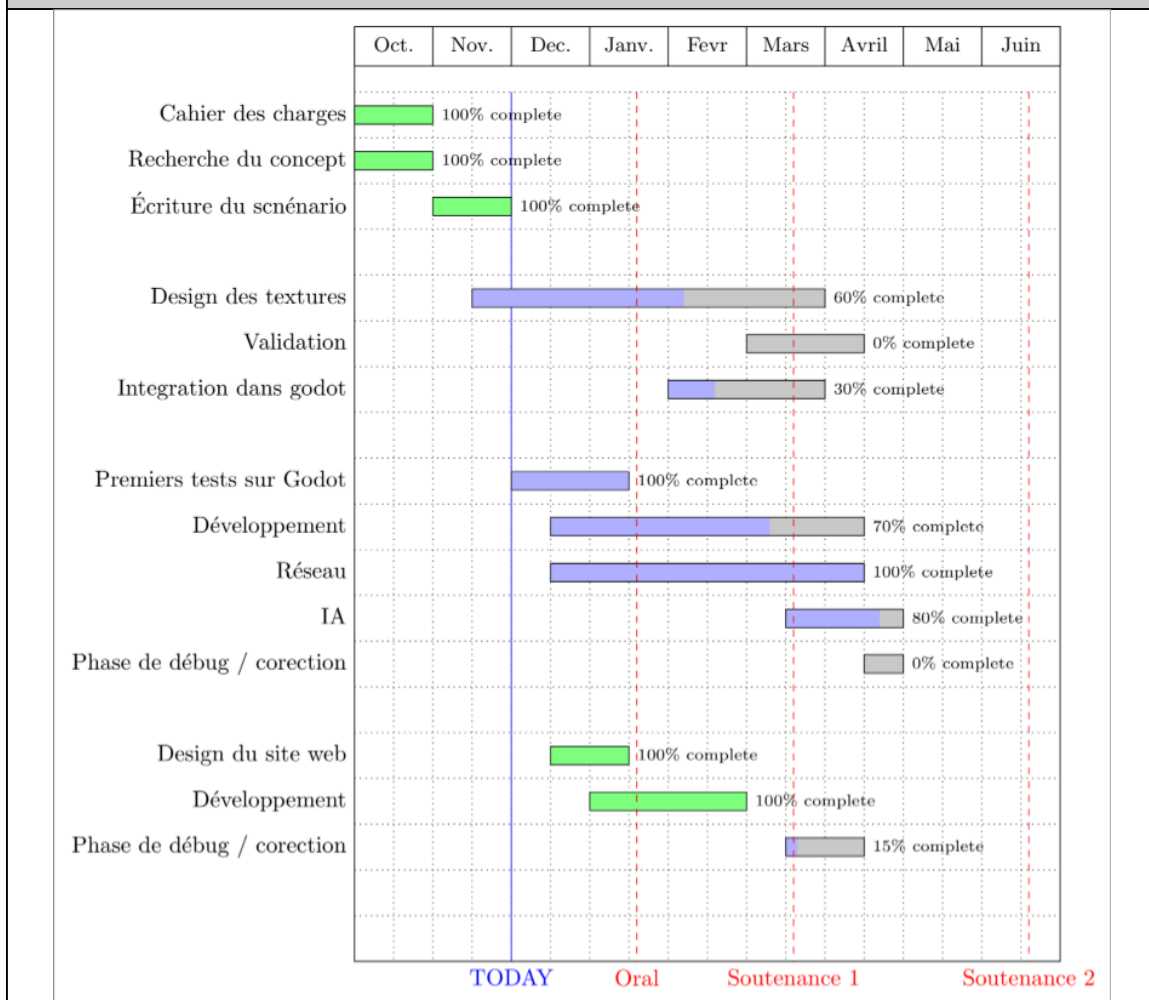 Oct. Nov. Dec. Janv. Fevr Mars Avril Mai Juin
Cahier des charges 100% complete
Recherche du concept 100% complete
Écriture du scnénario 100% complete
Design des textures 60% complete
Validation 0% complete
Integration dans godot 30% complete
Premiers tests sur Godot 100% complete
Développement 70% complete
Réseau 100% complete
IA 80% complete
Phase de débug / corection 0% complete
Design du site web 100% complete
Développement 100% complete
Phase de débug / corection 15% complete
TODAY Oral Soutenance 1 Soutenance 2